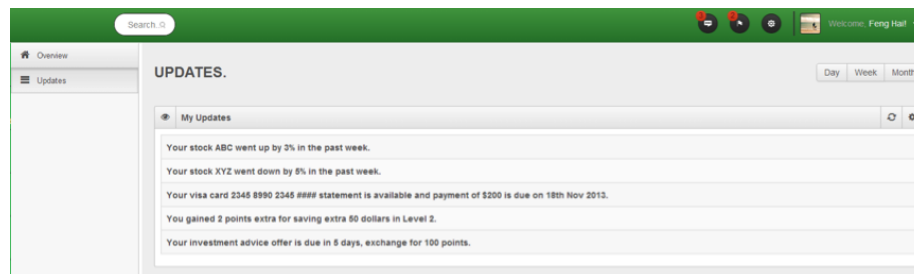 Search.
Welcome, Feng Hai!
Overview
Updates
UPDATES.
Day Week Month
My Updates
Your stock ABC went up by 3% in the past week.
Your stock XYZ went down by 5% in the past week.
Your visa card 2345 8990 2345 #### statement is available and payment of $200 is due on 18th Nov 2013.
You gained 2 points extra for saving extra 50 dollars in Level 2.
Your investment advice offer is due in 5 days, exchange for 100 points.